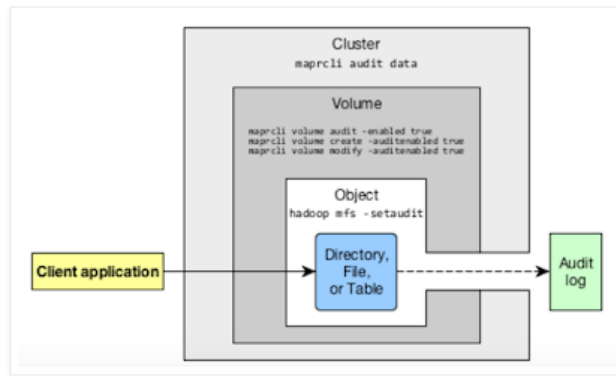 Cluster
maprcli audit data
Volume
maprcli volume audit -enabled true
maprcli volume create -auditenabled true
maprcli volume modify -auditenabled true
Object
hadoop mfs -setaudit
Client application
Directory,
File,
or Table
Audit
log